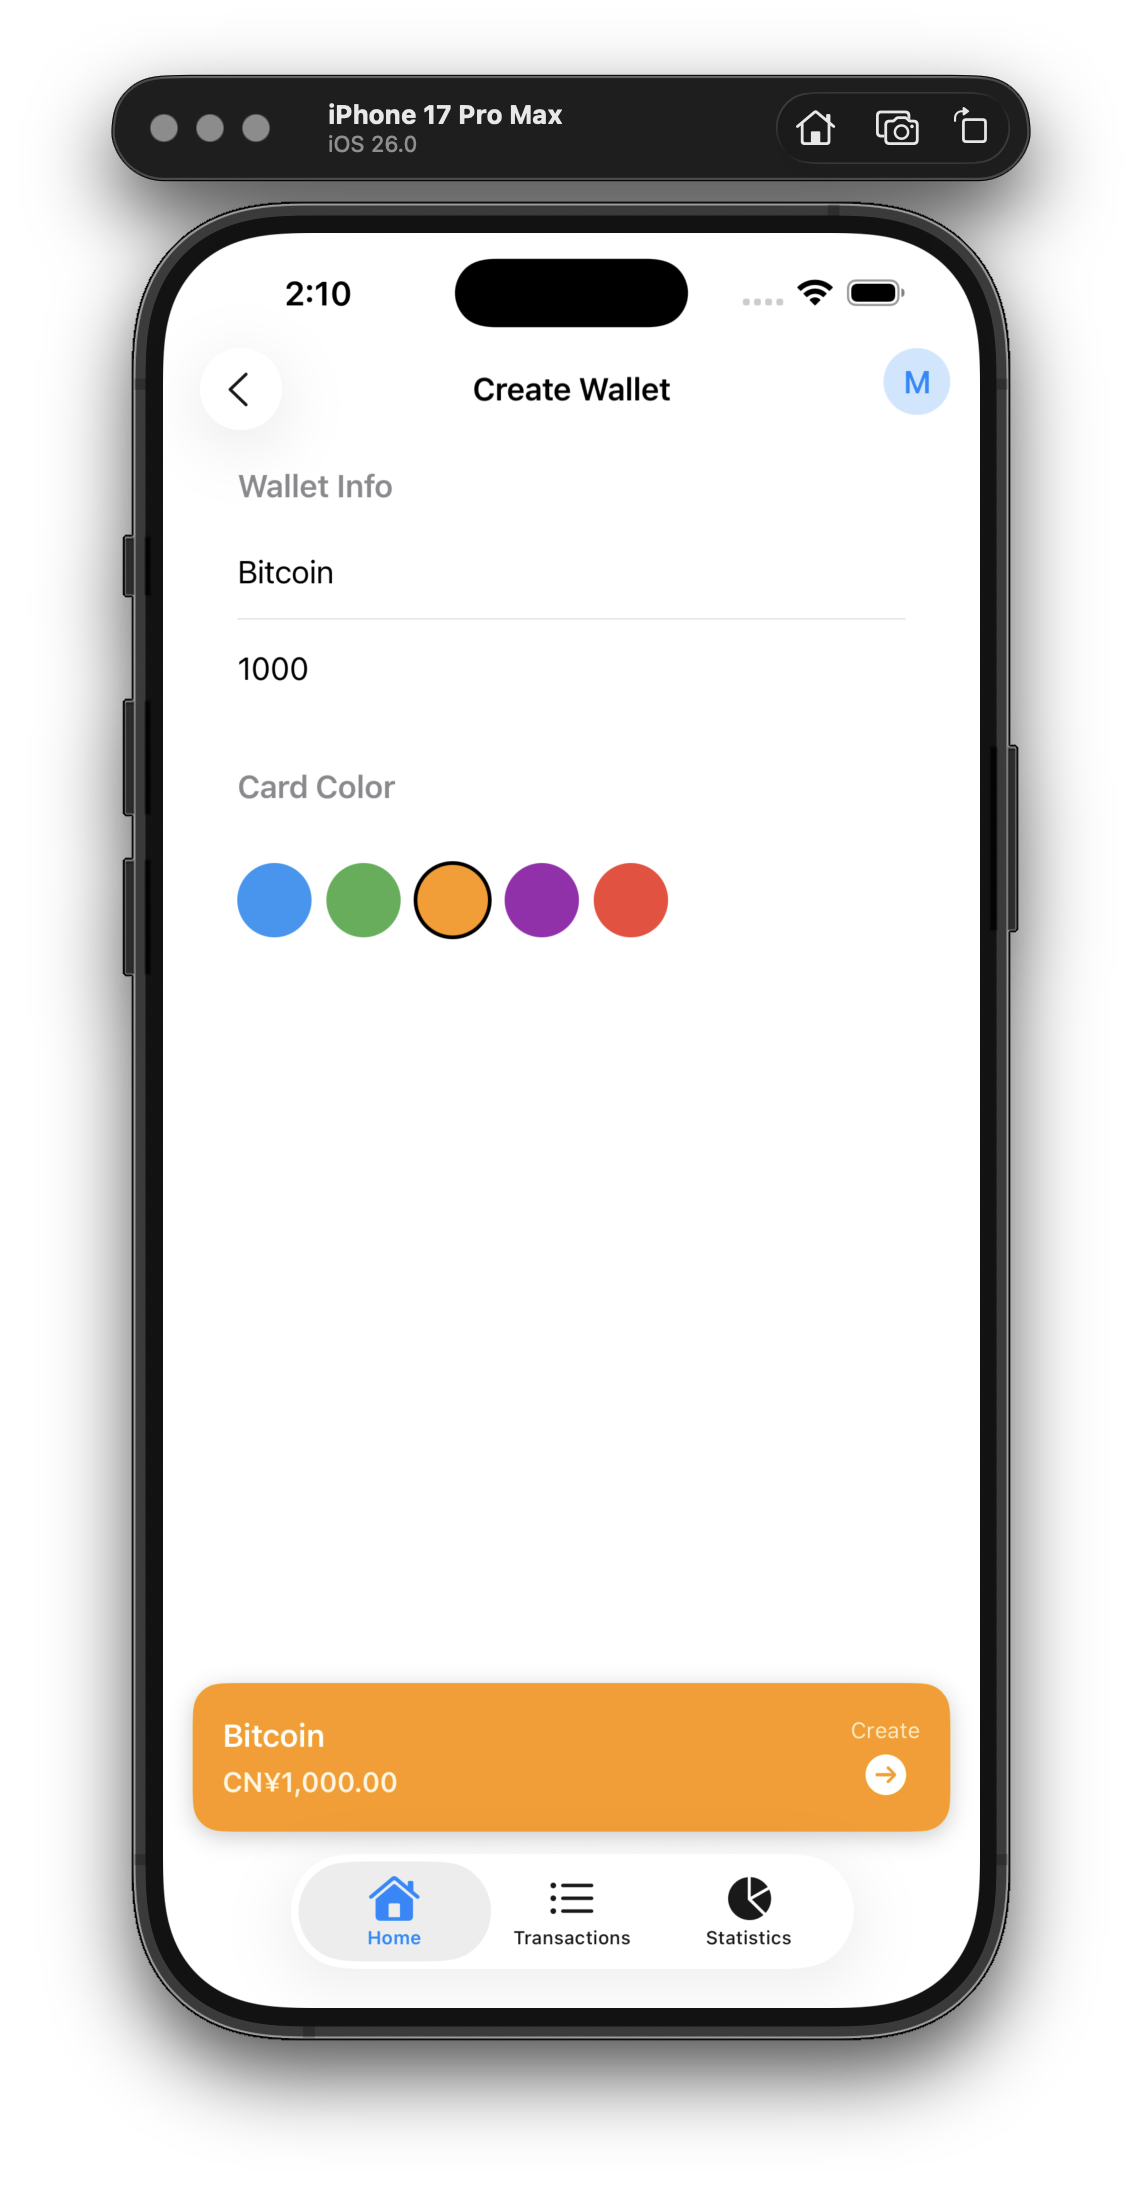 iPhone 17 Pro Max
iOS 26.0
2:10
Create Wallet
M
Wallet Info
Bitcoin
1000
Card Color
Bitcoin
Create
CN¥1,000.00
Home
Transactions
Statistics